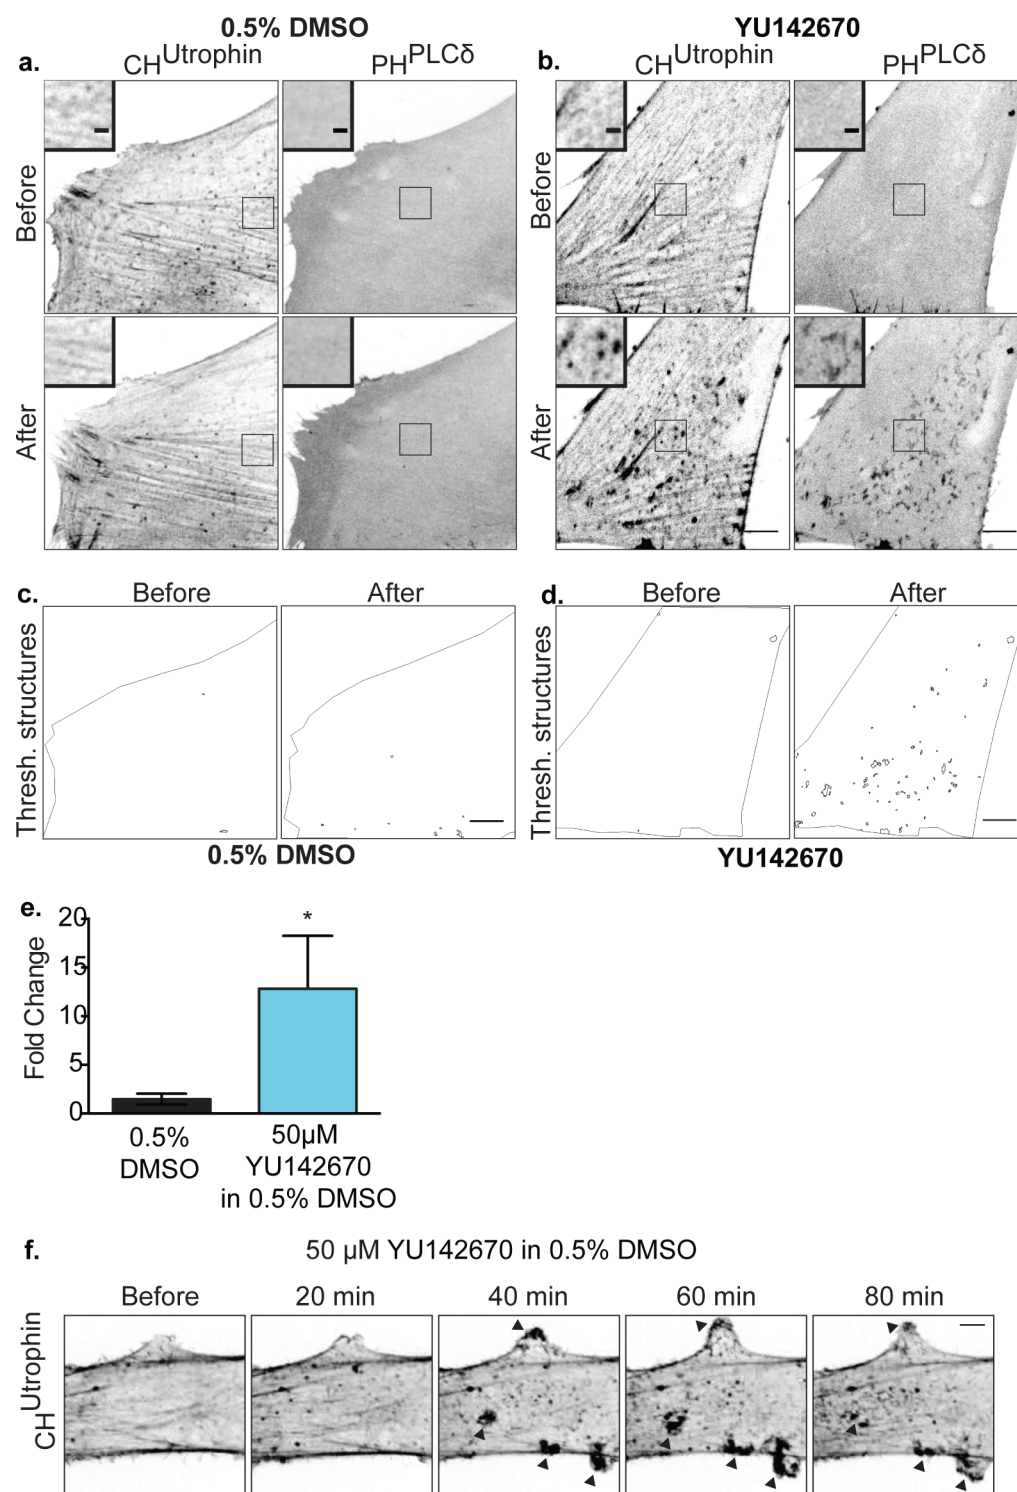 0.5% DMSO
YU142670
a.
CHUtrophin
PHPLCδ
b.
CHUtrophin
PHPLCδ
Before
Before
After
After
c.
Before
After
d.
Before
After
Thresh. structures
Thresh. structures
0.5% DMSO
YU142670
e.
20
15
10
5
0
Fold Change
*
0.5%
DMSO
50µM
YU142670
in 0.5% DMSO
f.
50 µM YU142670 in 0.5% DMSO
Before
20 min
40 min
60 min
80 min
CHUtrophin